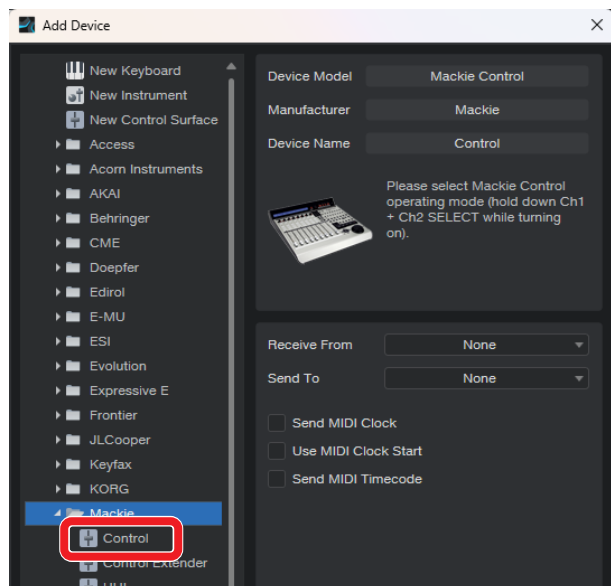 Add Device
New Keyboard
New Instrument
New Control Surface
Access
Acorn Instruments
AKAI
Behringer
CME
Doepfer
Edirol
E-MU
ESI
Evolution
Expressive E
Frontier
JLCooper
Keyfax
KORG
Mackie
Control
Control Extender
HUI
Device Model
Mackie Control
Manufacturer
Mackie
Device Name
Control
Please select Mackie Control
operating mode (hold down Ch1
+ Ch2 SELECT while turning
on).
Receive From
None
Send To
None
Send MIDI Clock
Use MIDI Clock Start
Send MIDI Timecode